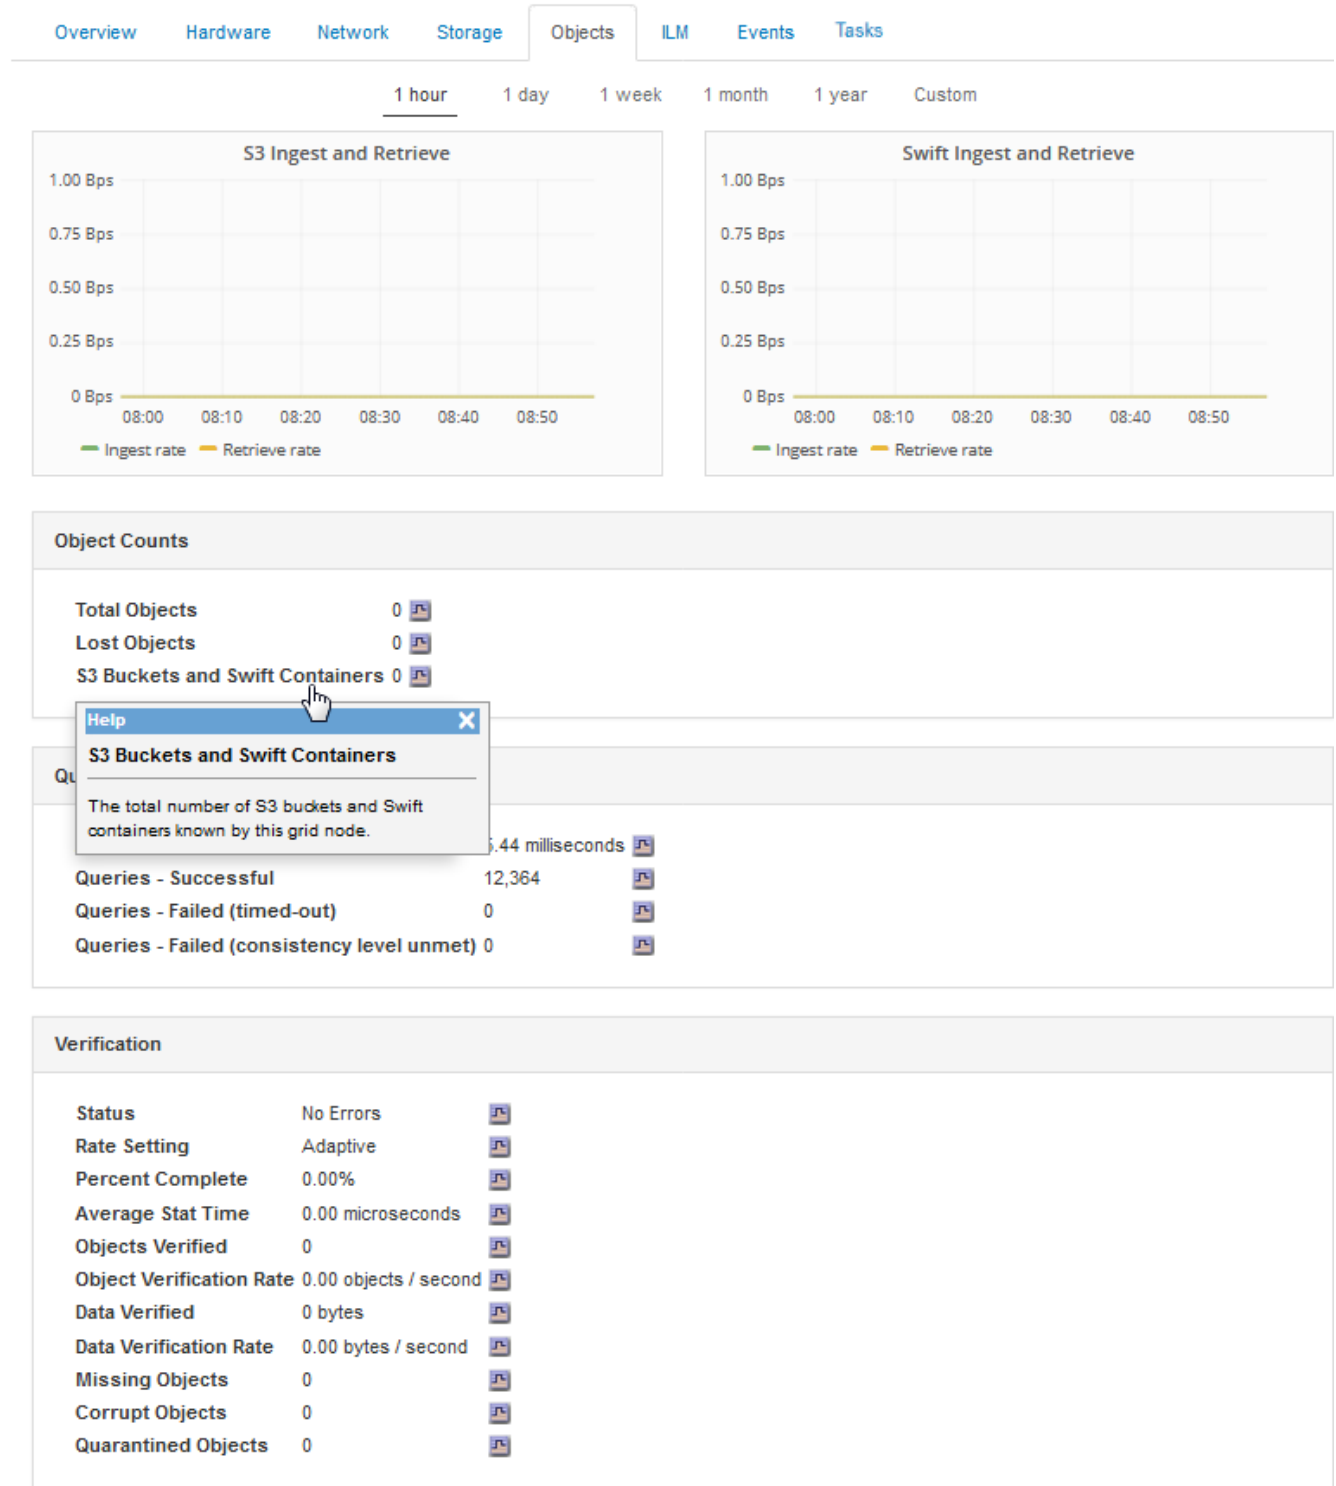 Overview Hardware Network Storage Objects ILM Events Tasks
1 hour 1 day 1 week 1 month 1 year Custom
S3 Ingest and Retrieve
1.00 Bps
0.75 Bps
0.50 Bps
0.25 Bps
0 Bps
08:00 08:10 08:20 08:30 08:40 08:50
Ingest rate Retrieve rate
Swift Ingest and Retrieve
1.00 Bps
0.75 Bps
0.50 Bps
0.25 Bps
0 Bps
08:00 08:10 08:20 08:30 08:40 08:50
Ingest rate Retrieve rate
Object Counts
Total Objects 0
Lost Objects 0
S3 Buckets and Swift Containers 0
Help
S3 Buckets and Swift Containers
The total number of S3 buckets and Swift
containers known by this grid node.
.44 milliseconds
Queries - Successful 12,364
Queries - Failed (timed-out) 0
Queries - Failed (consistency level unmet) 0
Verification
Status No Errors
Rate Setting Adaptive
Percent Complete 0.00%
Average Stat Time 0.00 microseconds
Objects Verified 0
Object Verification Rate 0.00 objects / second
Data Verified 0 bytes
Data Verification Rate 0.00 bytes / second
Missing Objects 0
Corrupt Objects 0
Quarantined Objects 0